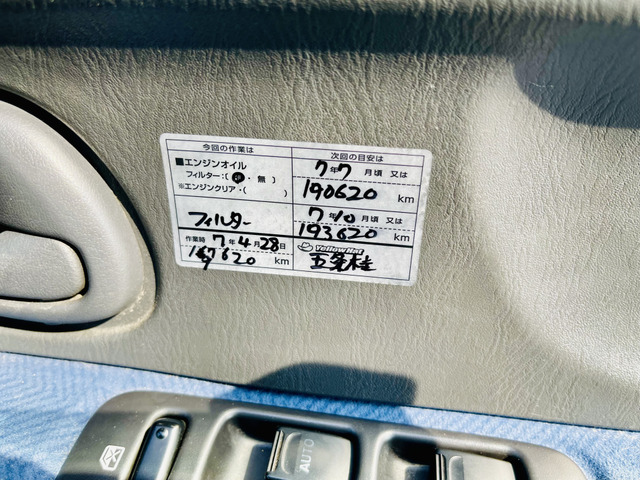 今回の作業は
次回の目安は
■エンジンオイル
フィルター:(有・無)
※エンジンクリア・( )
7年7月頃 又は
190620 km
フィルター
7年10月頃 又は
193620 km
作業時 7年4月28日
187620 km
YellowHat
五条桂
AUTO